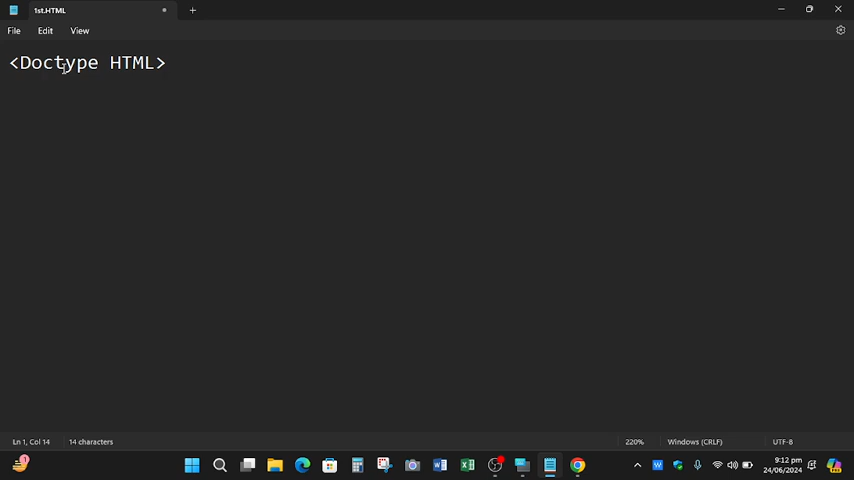 1st.HTML
File Edit View
<Doctype HTML>
Ln 1, Col 14 14 characters 220% Windows (CRLF) UTF-8
1
9:12 pm
24/06/2024